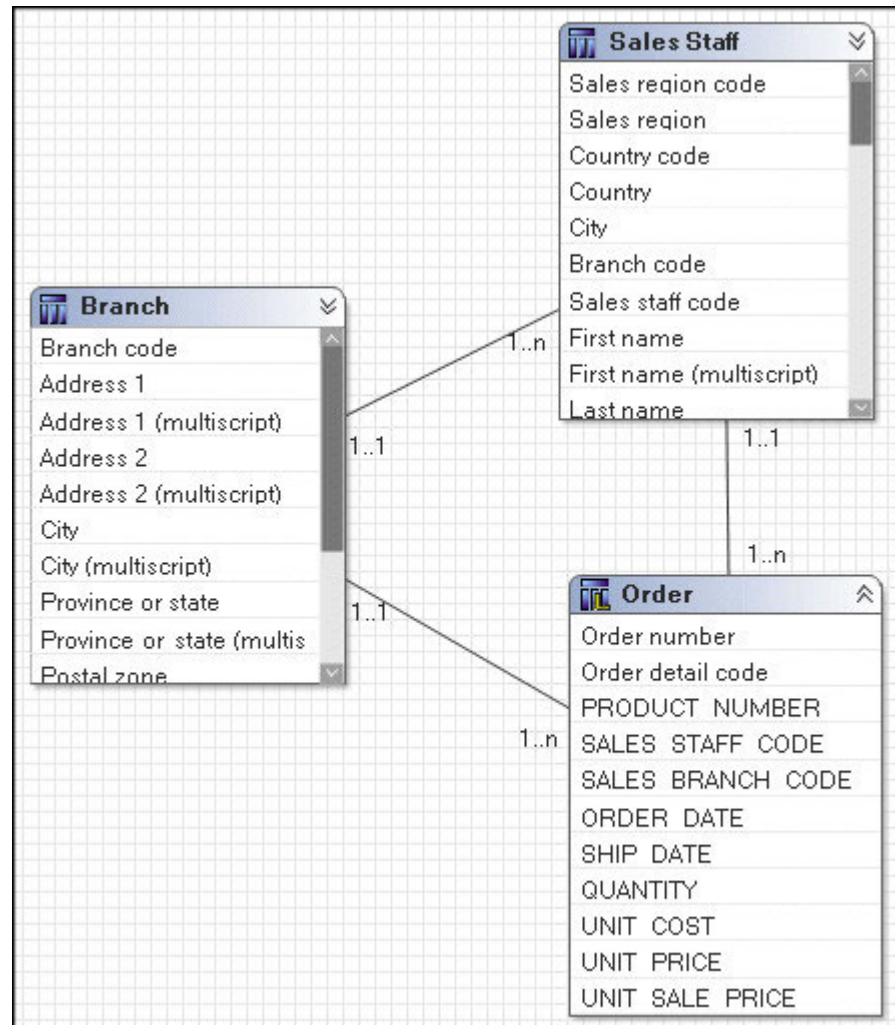 Sales Staff
Sales region code
Sales region
Country code
Country
City
Branch code
Sales staff code
First name
First name (multiscript)
Last name
1..n
1..1
Branch
Branch code
Address 1
Address 1 (multiscript)
Address 2
Address 2 (multiscript)
City
City (multiscript)
Province or state
Province or state (multis
Postal zone
1..1
1..1
1..n
1..n
Order
Order number
Order detail code
PRODUCT NUMBER
SALES STAFF CODE
SALES BRANCH CODE
ORDER DATE
SHIP DATE
QUANTITY
UNIT COST
UNIT PRICE
UNIT SALE PRICE